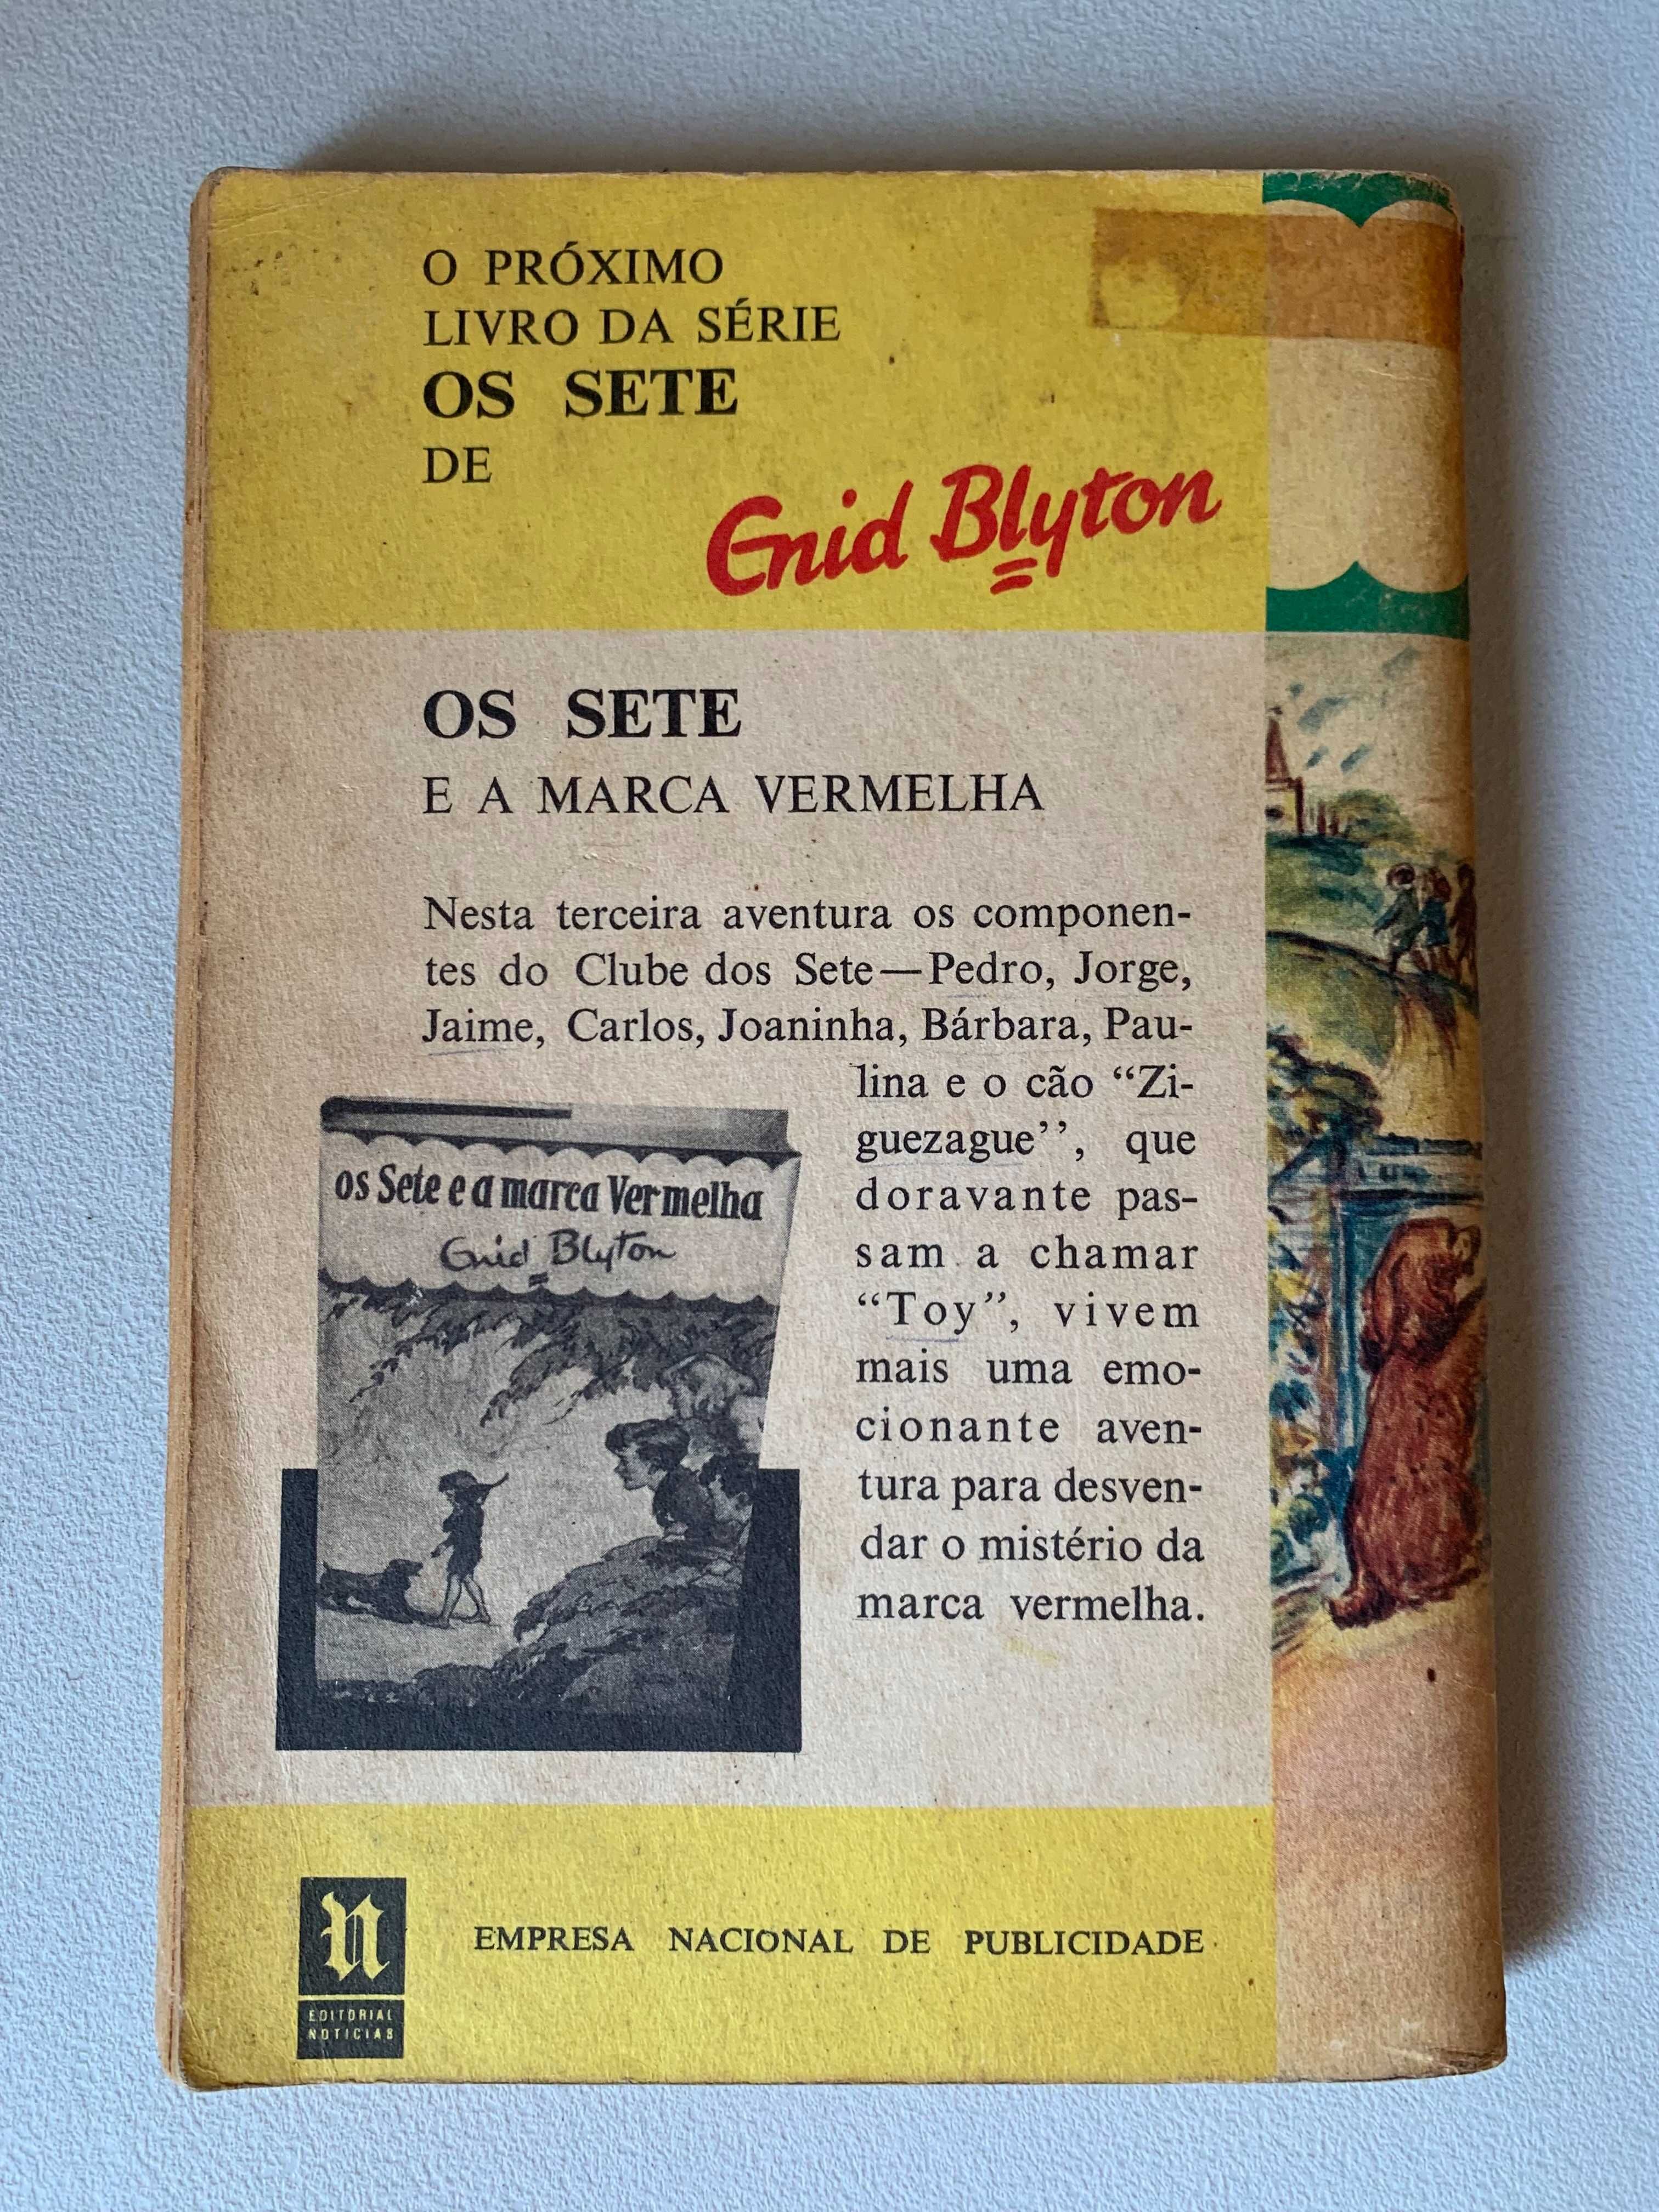 O PRÓXIMO
LIVRO DA SÉRIE
OS SETE
DE
Enid Blyton
OS SETE
E A MARCA VERMELHA
Nesta terceira aventura os componen-
tes do Clube dos Sete—Pedro, Jorge,
Jaime, Carlos, Joaninha, Bárbara, Pau-
lina e o cão “Zi-
guezague’’, que
doravante pas-
sam a chamar
“Toy”, vivem
mais uma emo-
cionante aven-
tura para desven-
dar o mistério da
marca vermelha.
os Sete e a marca Vermelha
Enid Blyton
n
EDITORIAL
NOTICIAS
EMPRESA NACIONAL DE PUBLICIDADE